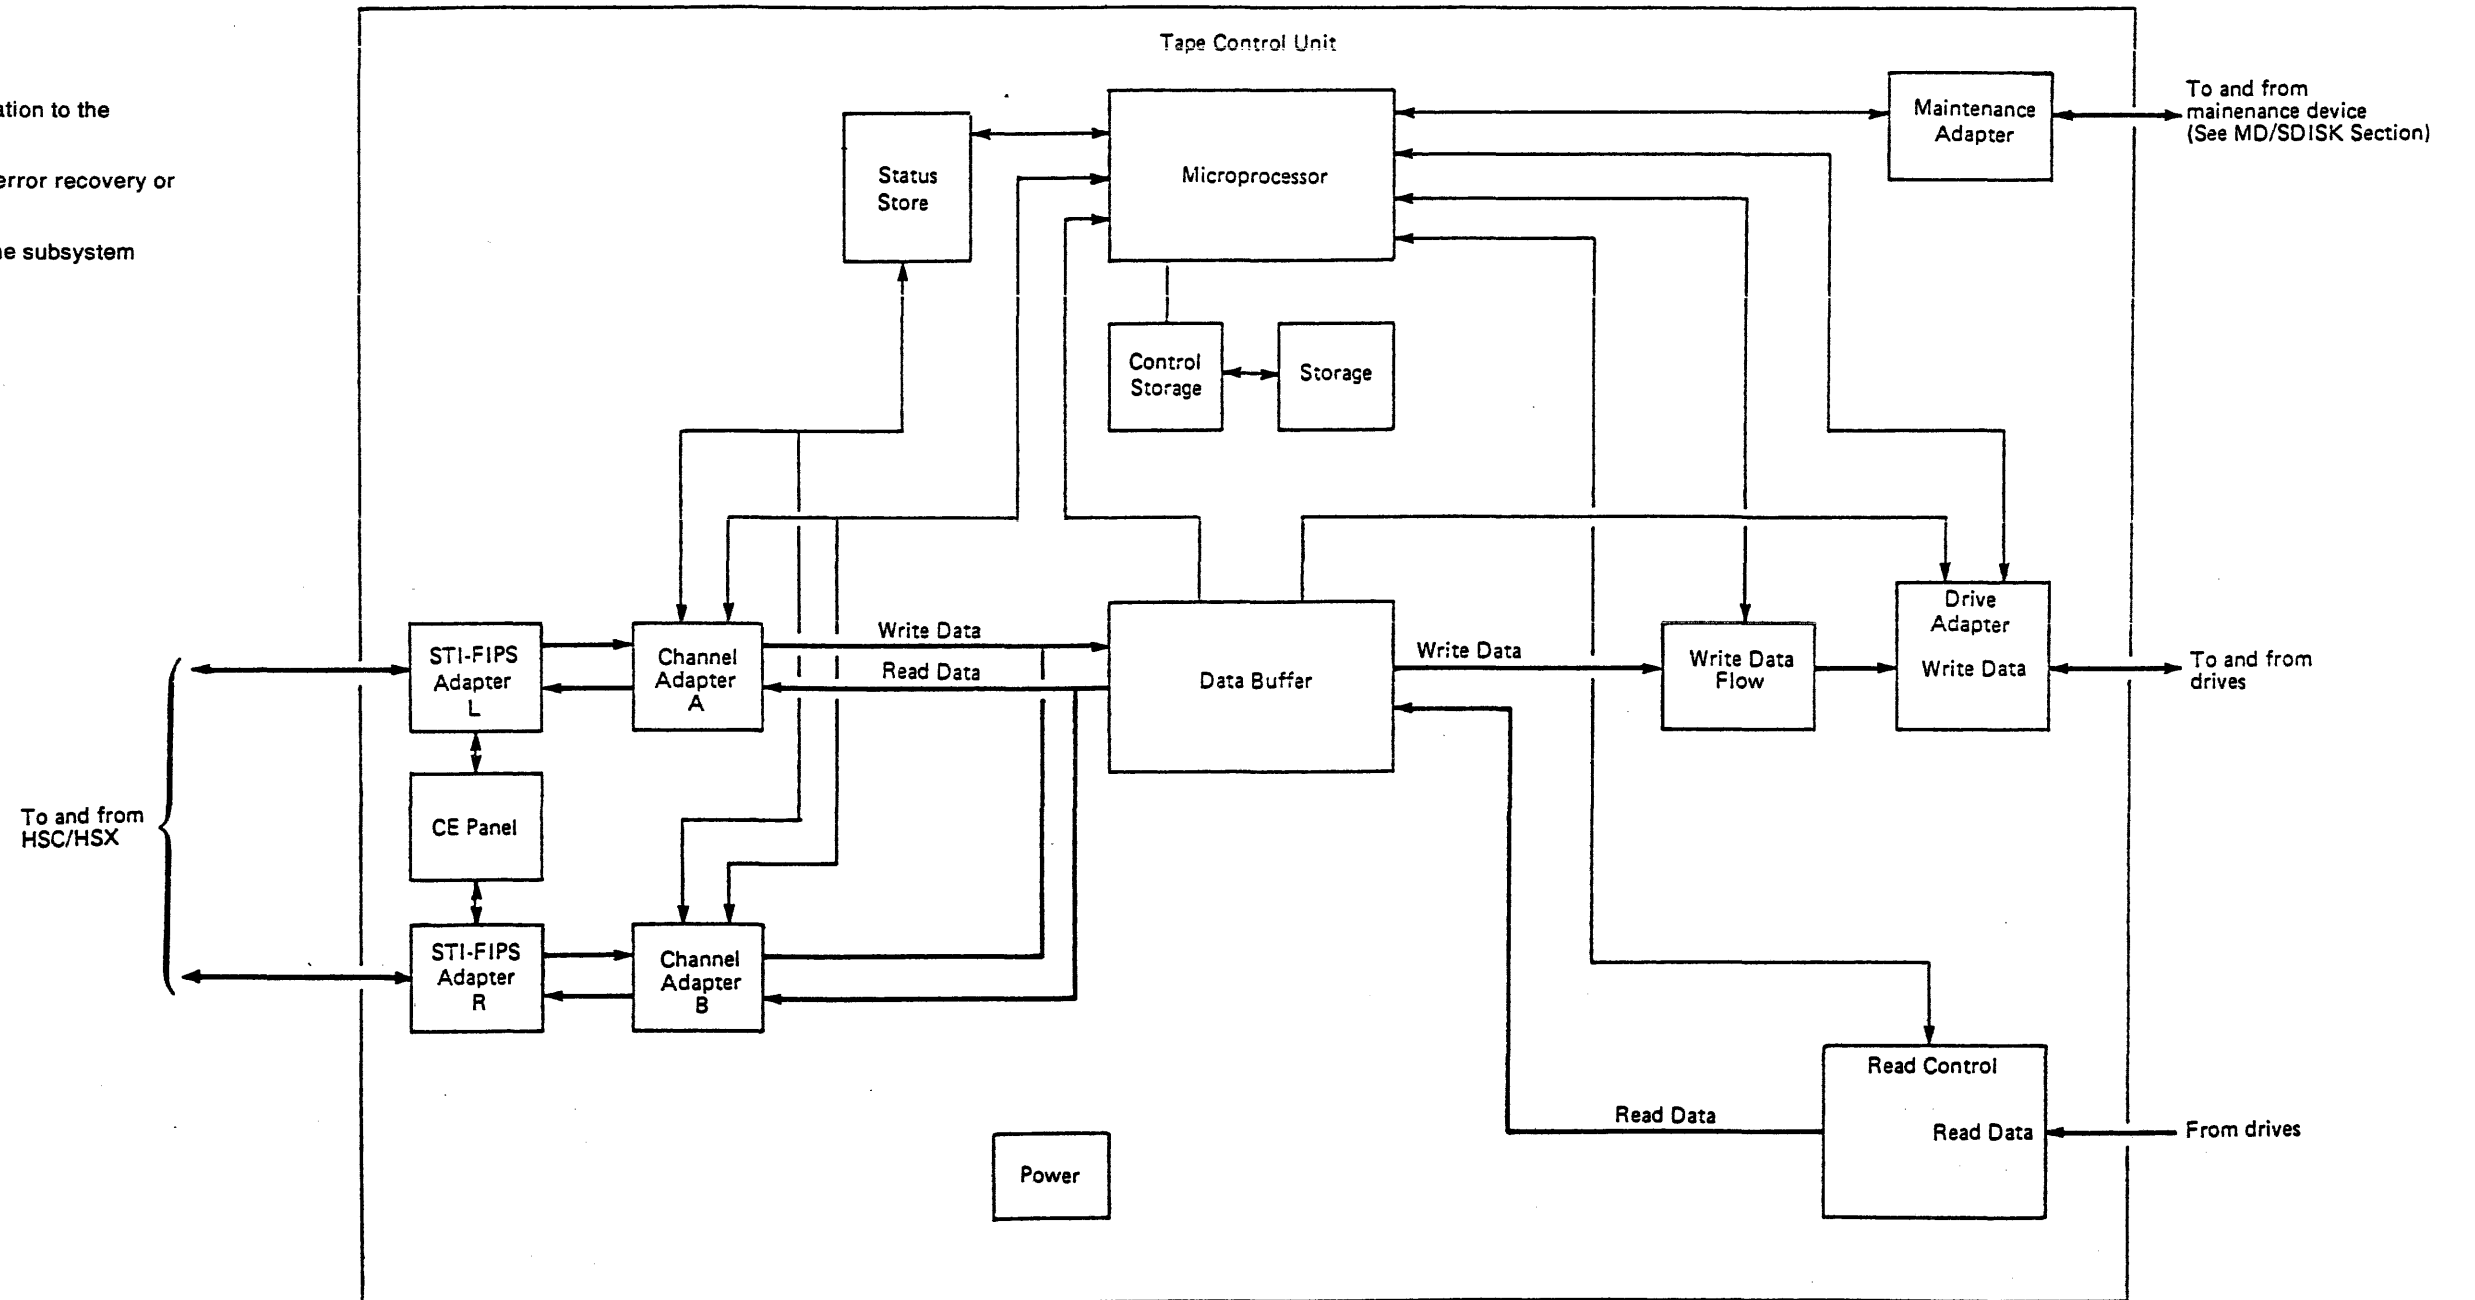 Tape Control Unit
ation to the
error recovery or
ne subsystem
Status
Store
Microprocessor
Maintenance
Adapter
To and from
mainenance device
(See MD/SDISK Section)
Control
Storage
Storage
STI-FIPS
Adapter
L
Channel
Adapter
A
Write Data
Read Data
Data Buffer
Write Data
Write Data
Flow
Drive
Adapter
Write Data
To and from
drives
To and from
HSC/HSX
CE Panel
STI-FIPS
Adapter
R
Channel
Adapter
B
Read Control
Read Data
Read Data
From drives
Power